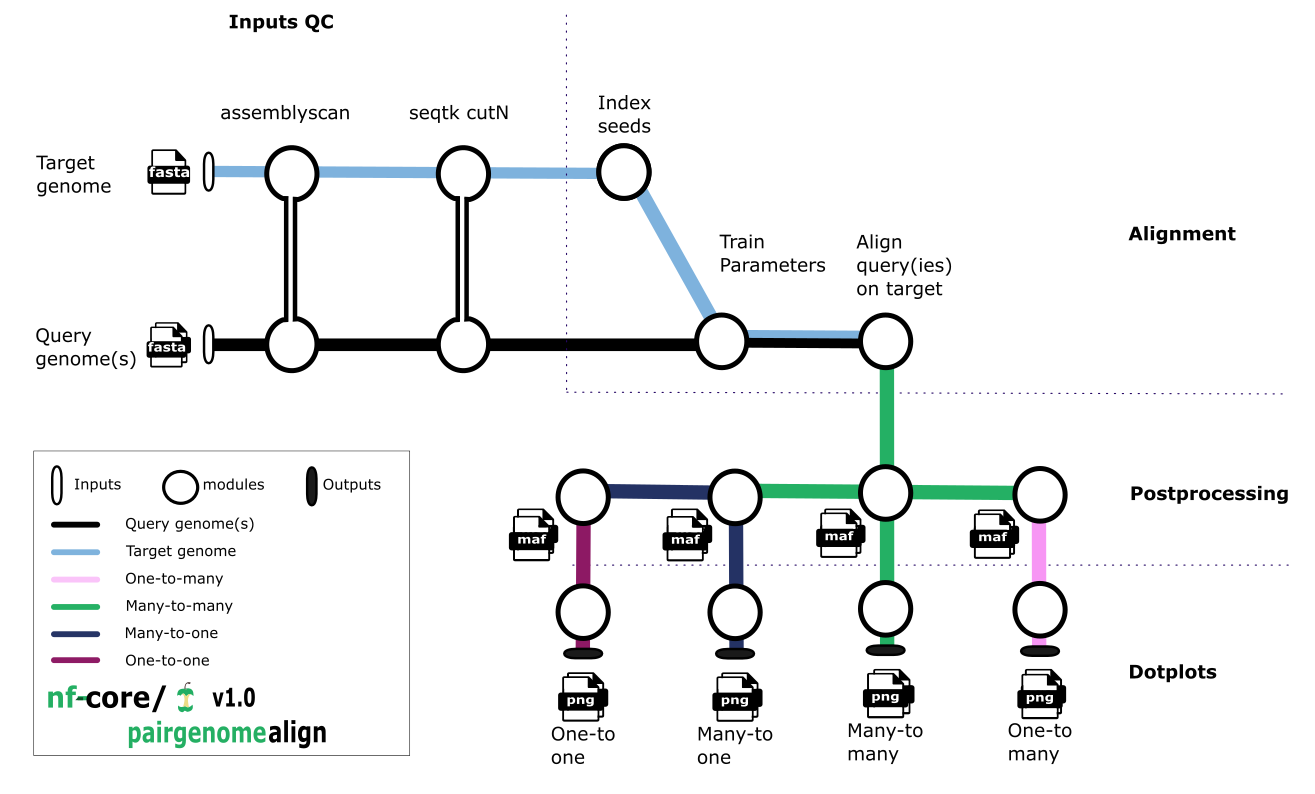 Inputs QC
assemblyscan
seqtk cutN
Index
seeds
Target
genome
fasta
Train
Parameters
Align
query(ies)
on target
Alignment
Query
genome(s)
fasta
Inputs
modules
Outputs
Query genome(s)
Target genome
One-to-many
Many-to-many
Many-to-one
One-to-one
nf-core/ v1.0
pairgenomealign
Postprocessing
maf
maf
maf
maf
Dotplots
png
png
png
png
One-to
one
Many-to
one
Many-to
many
One-to
many